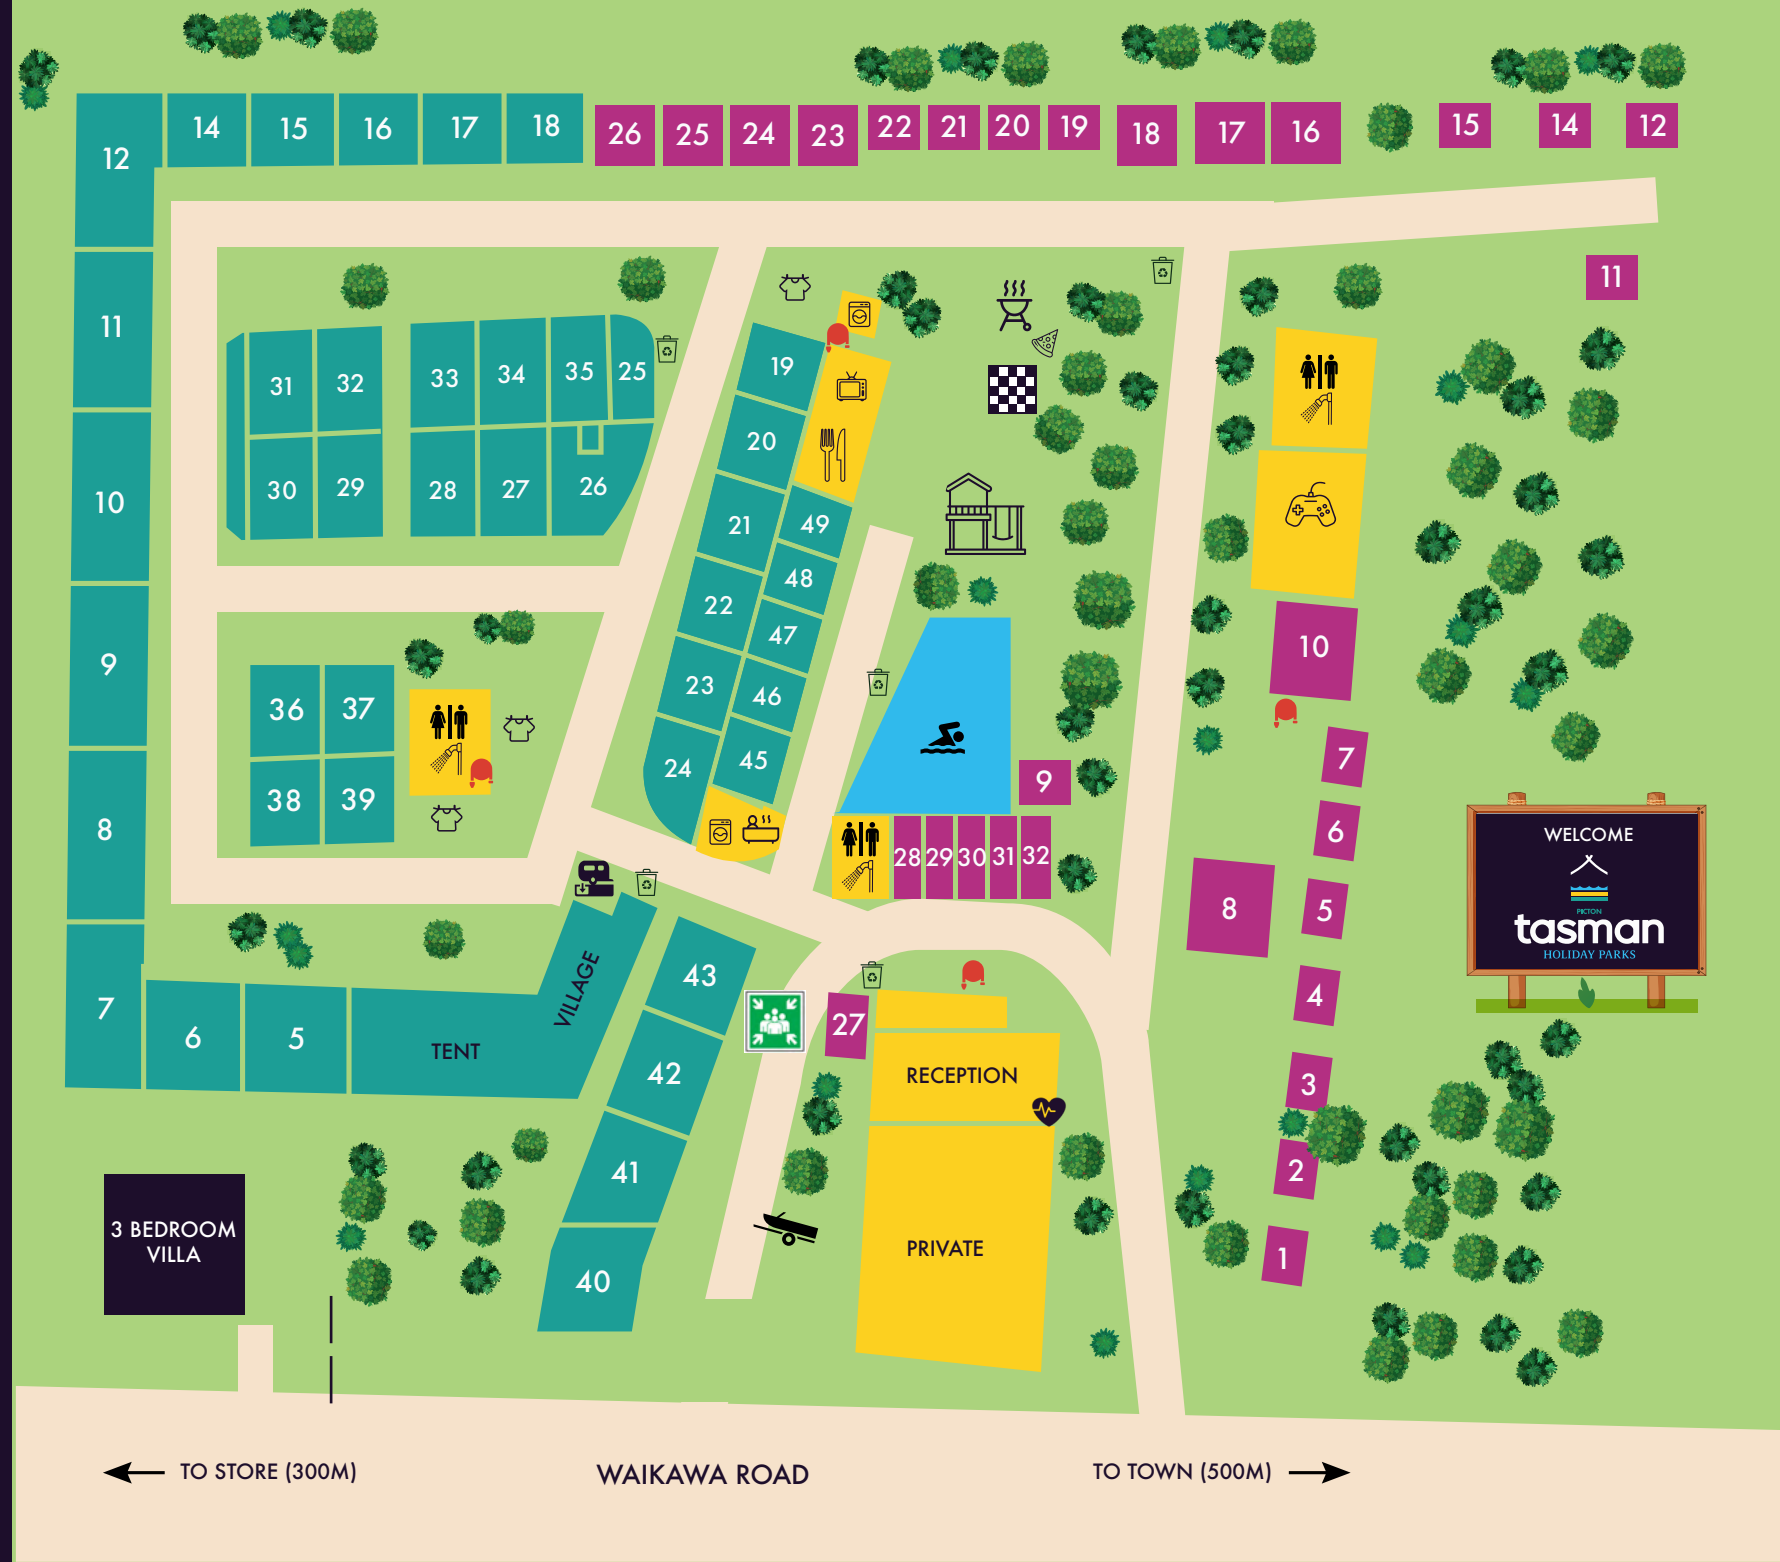 14 15 16 17 18 26 25 24 23 22 21 20 19 18 17 16 15 14 12
12
11
11
31 32 33 34 35 25
30 29 28 27 26
10
9
8
7
19
20
21
22
23
24
49
48
47
46
45
36 37
38 39
10
7
6
5
4
3
2
1
9
28 29 30 31 32
8
WELCOME
PICTON
tasman
HOLIDAY PARKS
6 5
TENT
VILLAGE
43
42
41
40
27
RECEPTION
PRIVATE
3 BEDROOM
VILLA
TO STORE (300M)
WAIKAWA ROAD
TO TOWN (500M)